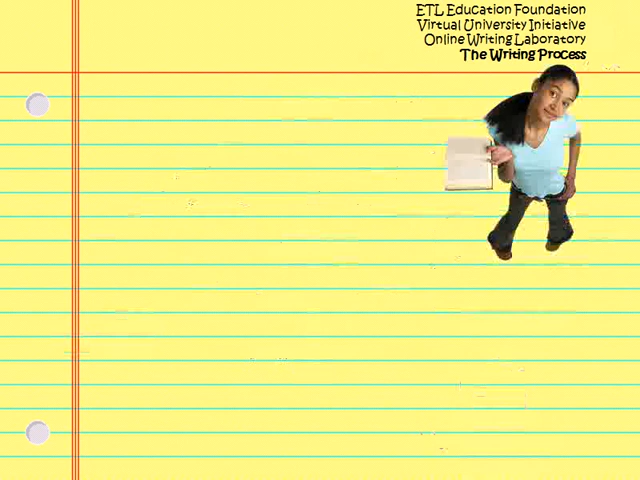 ETL Education Foundation
Virtual University Initiative
Online Writing Laboratory
The Writing Process